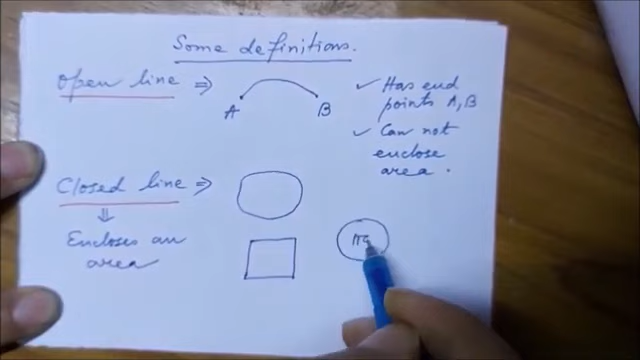 Some definitions.
Open line ⇒
A
B
✓ Has end
points A, B
✓ Can not
enclose
area.
Closed line ⇒
⇓
Encloses an
area